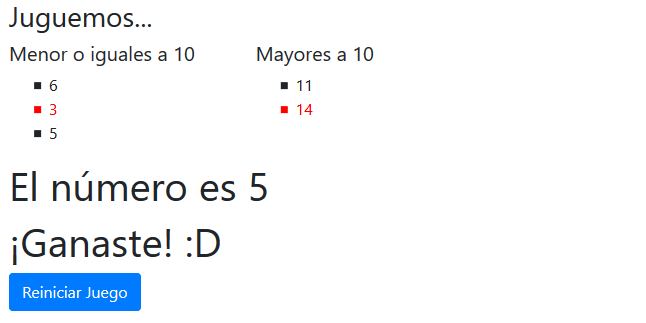 Juguemos...
Menor o iguales a 10
6
3
5
Mayores a 10
11
14
El número es 5
¡Ganaste! :D
Reiniciar Juego